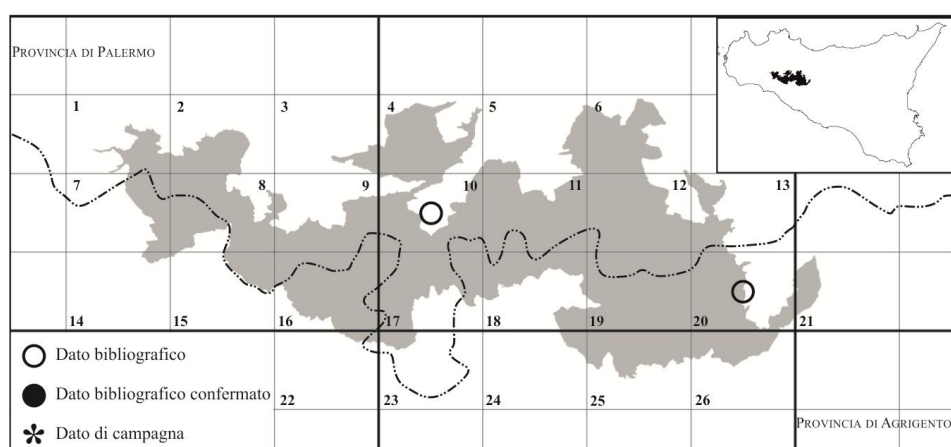 PROVINCIA DI PALERMO
1 2 3 4 5 6
7 8 9 10 11 12 13
14 15 16 17 18 19 20 21
Dato bibliografico
Dato bibliografico confermato
22 23 24 25 26
PROVINCIA DI AGRIGENTO
Dato di campagna